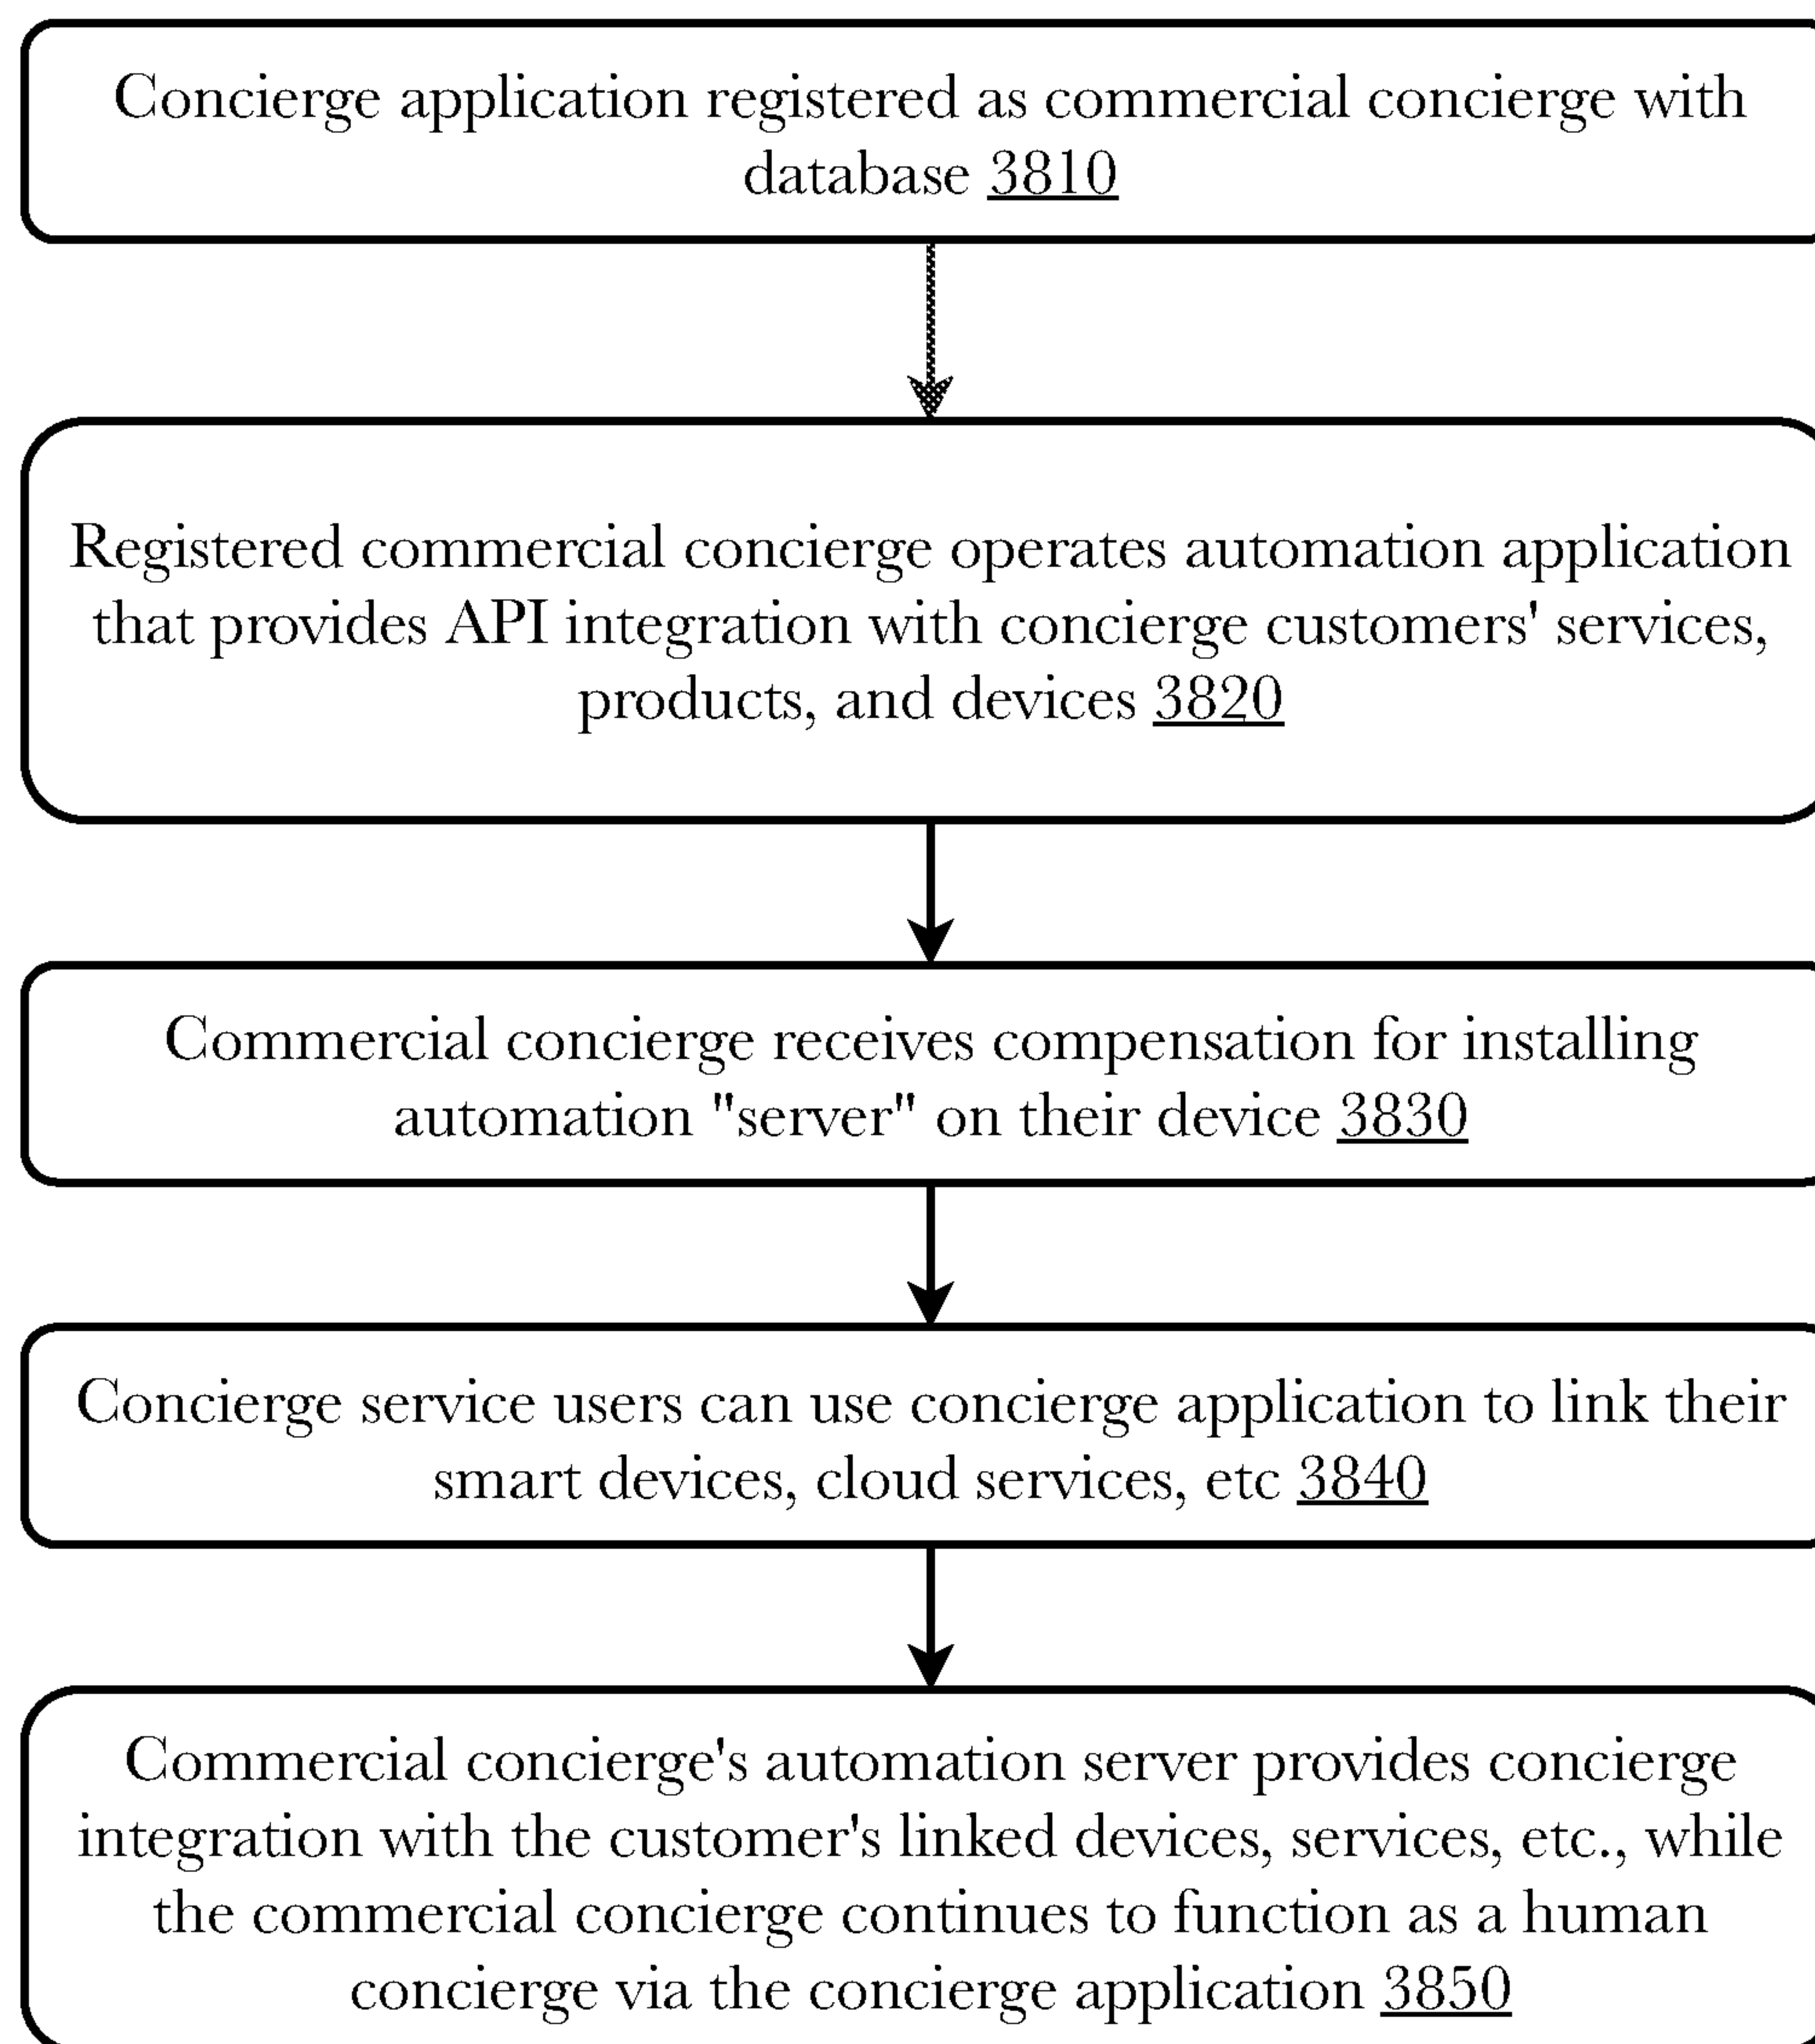 Concierge application registered as commercial concierge with
database 3810
Registered commercial concierge operates automation application
that provides API integration with concierge customers' services,
products, and devices 3820
Commercial concierge receives compensation for installing
automation "server" on their device 3830
Concierge service users can use concierge application to link their
smart devices, cloud services, etc 3840
Commercial concierge's automation server provides concierge
integration with the customer's linked devices, services, etc., while
the commercial concierge continues to function as a human
concierge via the concierge application 3850